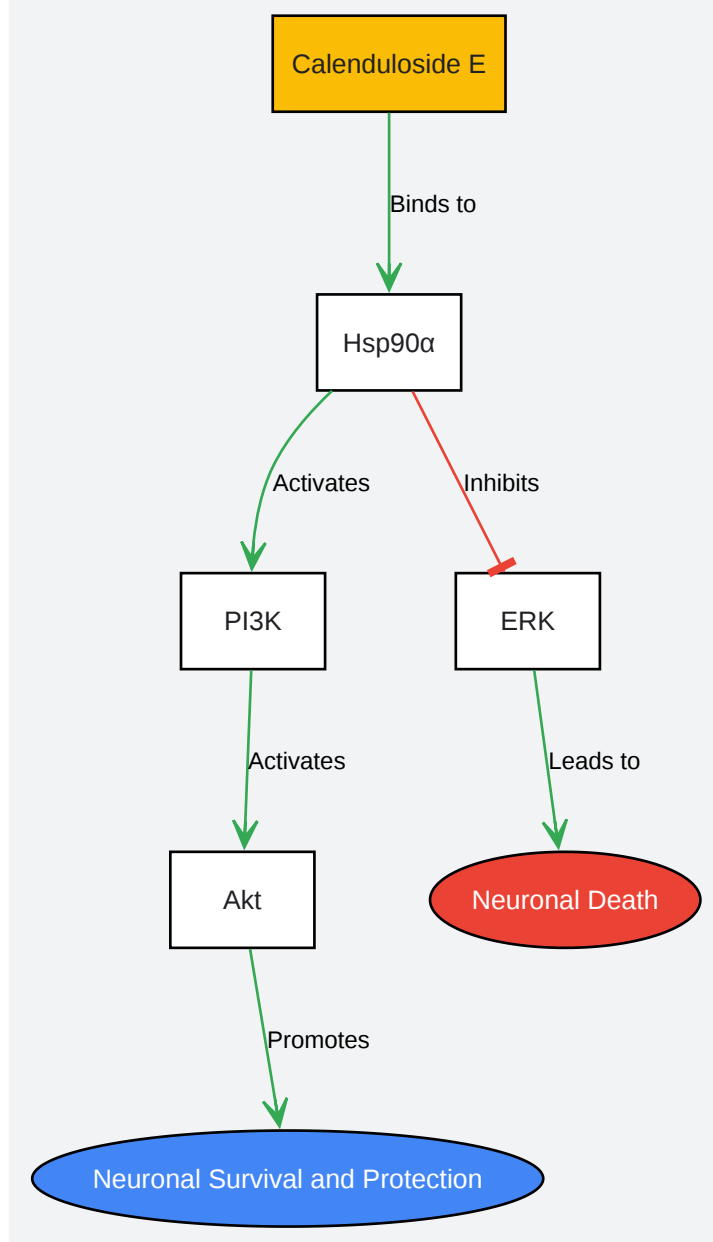 Calenduloside E
Binds to
Hsp90α
Activates
Inhibits
PI3K
ERK
Activates
Leads to
Akt
Neuronal Death
Promotes
Neuronal Survival and Protection